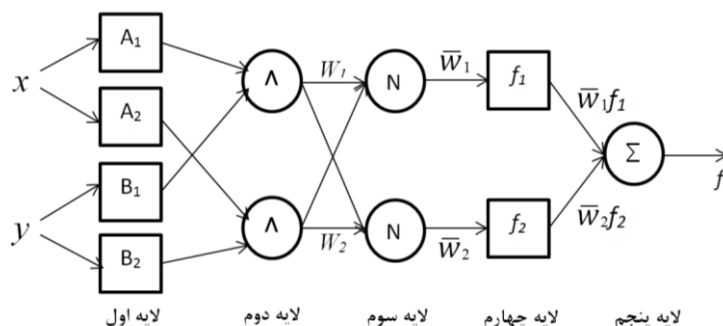 A₁
x
A₂
B₁
y
B₂
∧
∧
W₁
W₂
N
N
w̅₁
w̅₂
f₁
f₂
w̅₁f₁
w̅₂f₂
Σ
f
لایه اول
لایه دوم
لایه سوم
لایه چهارم
لایه پنجم